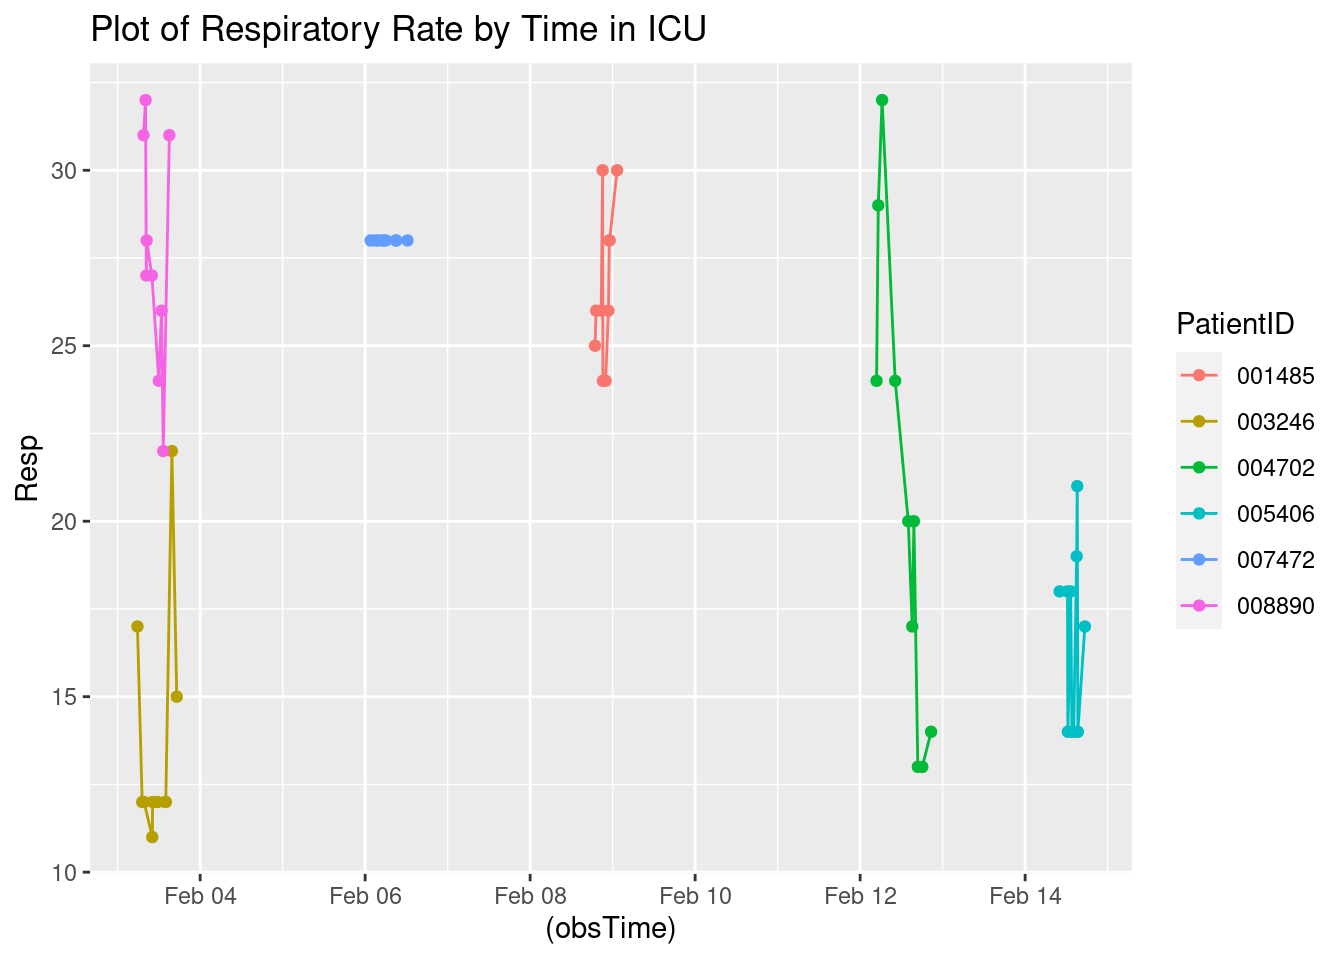 Plot of Respiratory Rate by Time in ICU
Resp
30
25
20
15
10
Feb 04
Feb 06
Feb 08
Feb 10
Feb 12
Feb 14
(obsTime)
PatientID
001485
003246
004702
005406
007472
008890